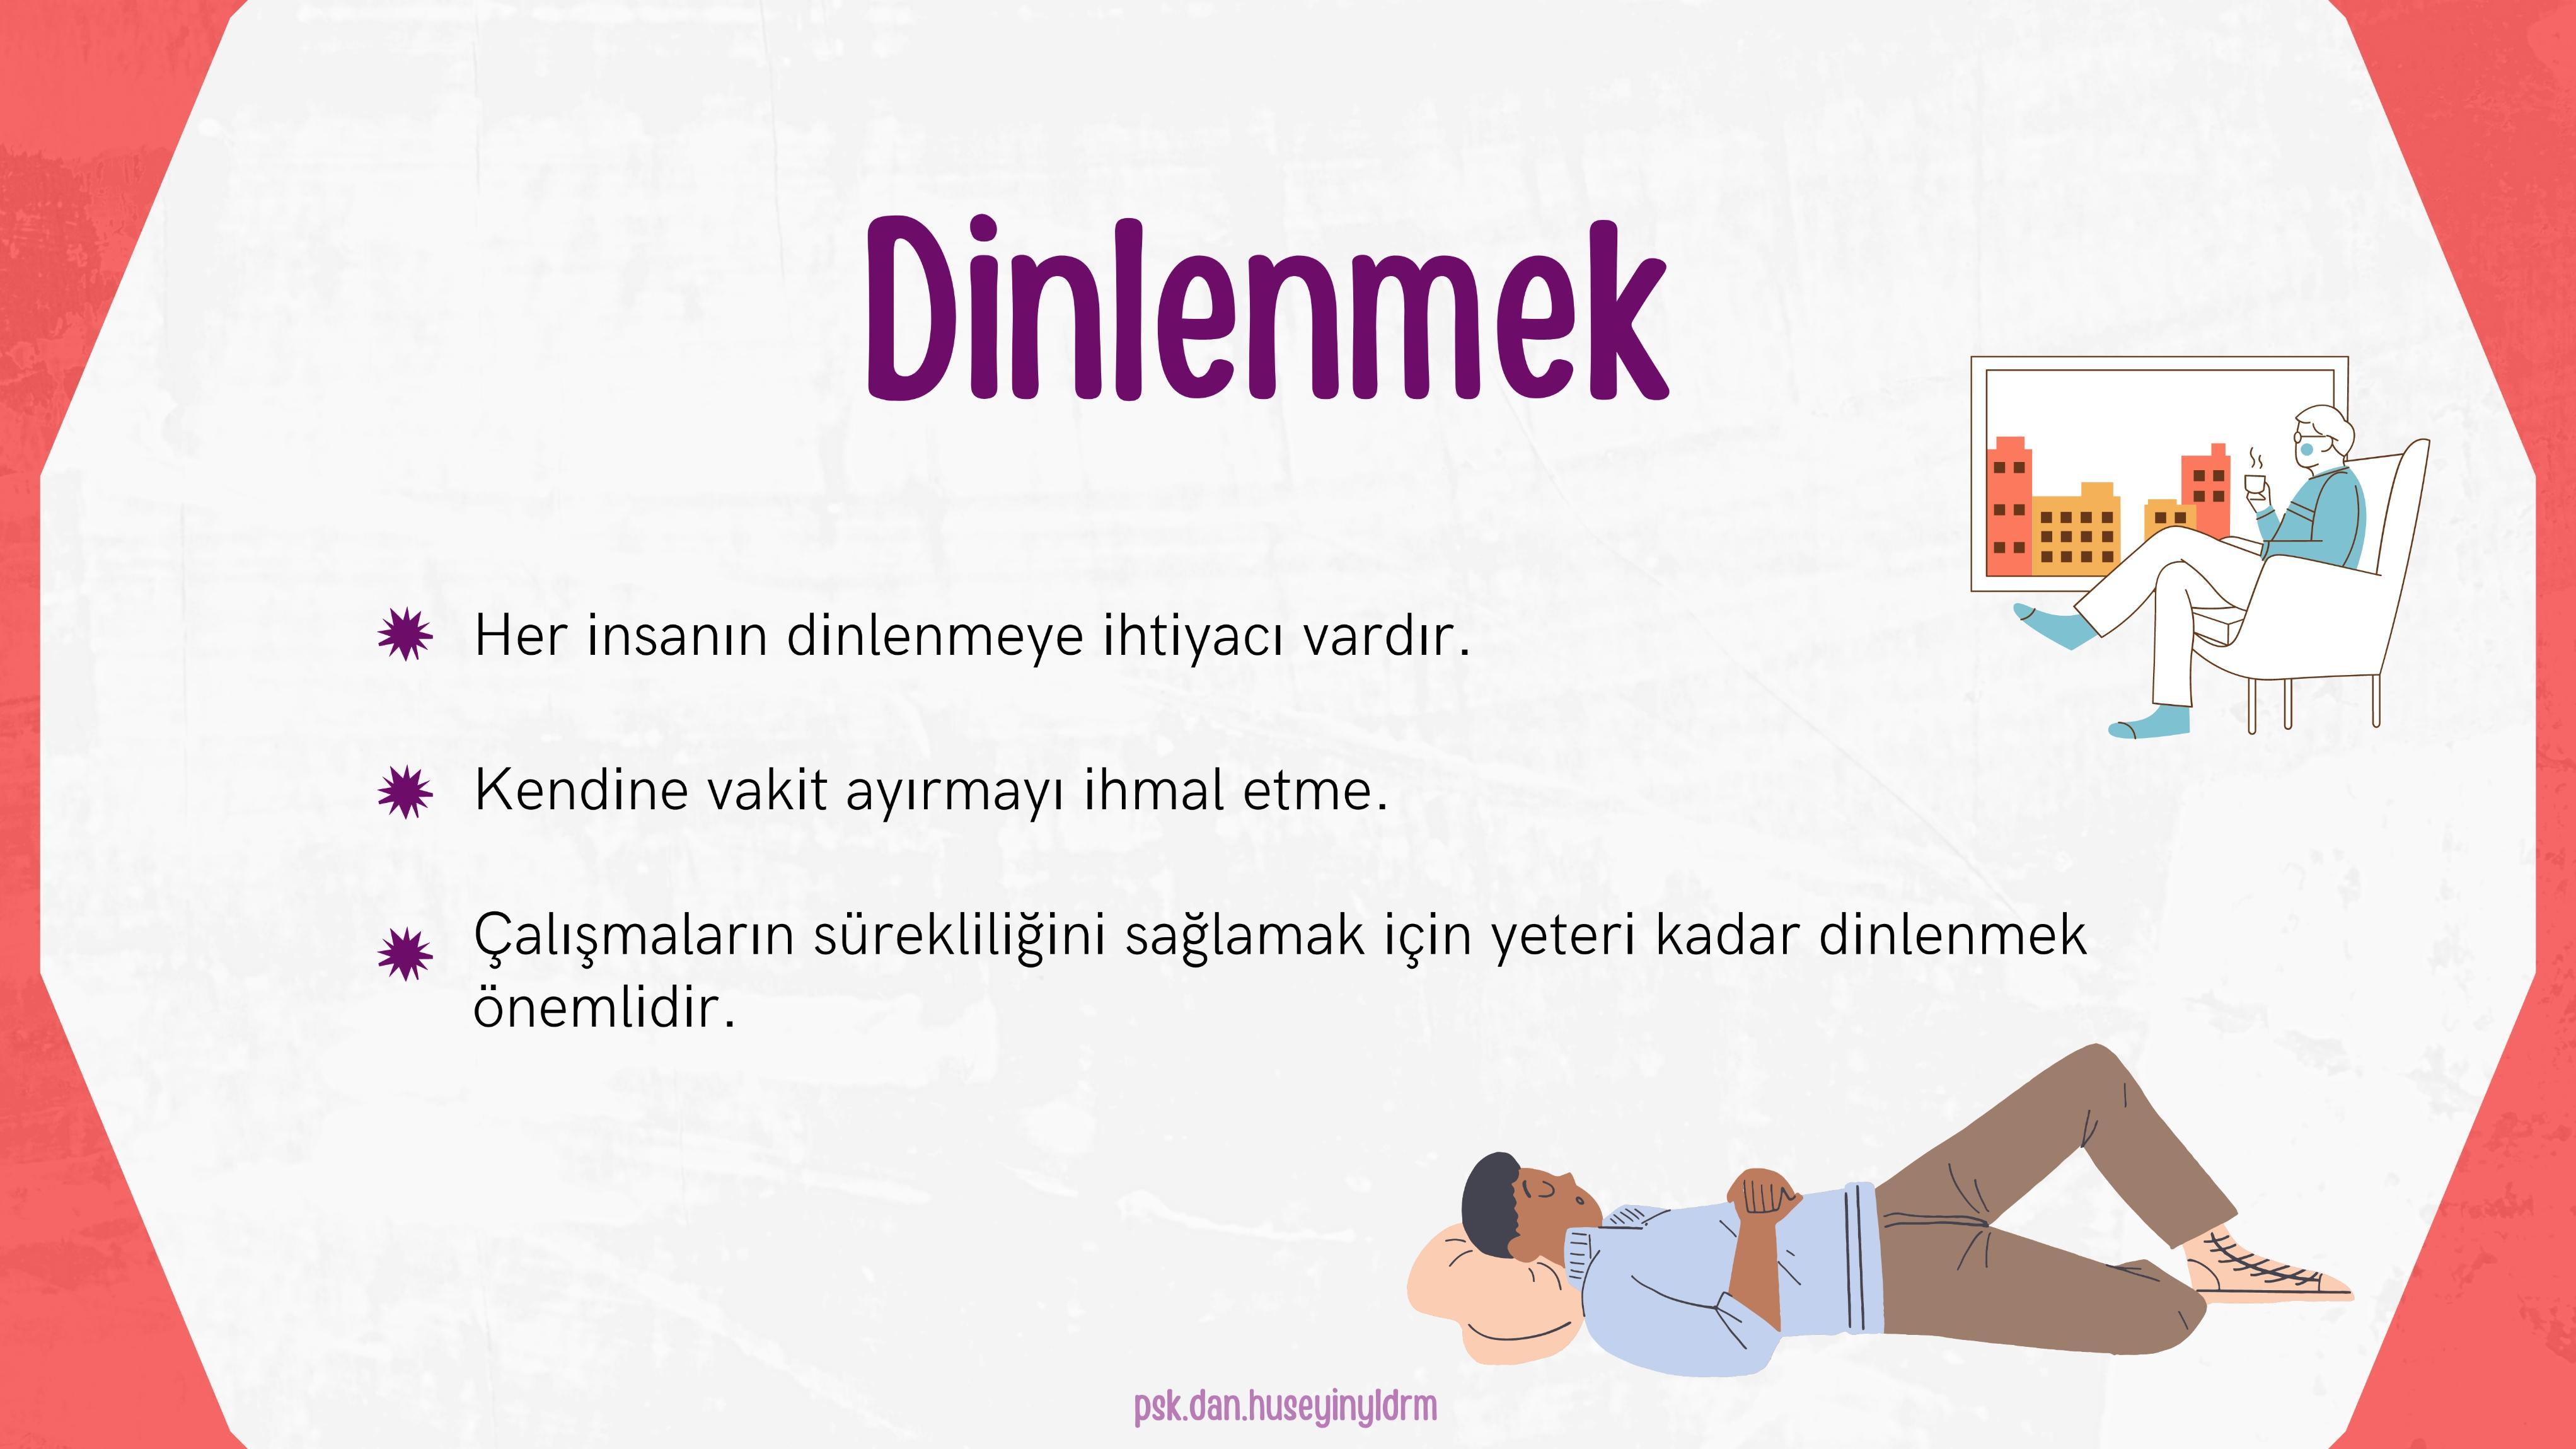 Dinlenmek
Her insanın dinlenmeye ihtiyacı vardır.
Kendine vakit ayırmayı ihmal etme.
Çalışmaların sürekliliğini sağlamak için yeteri kadar dinlenmek
önemlidir.
psk.dan.huseyinyldrm